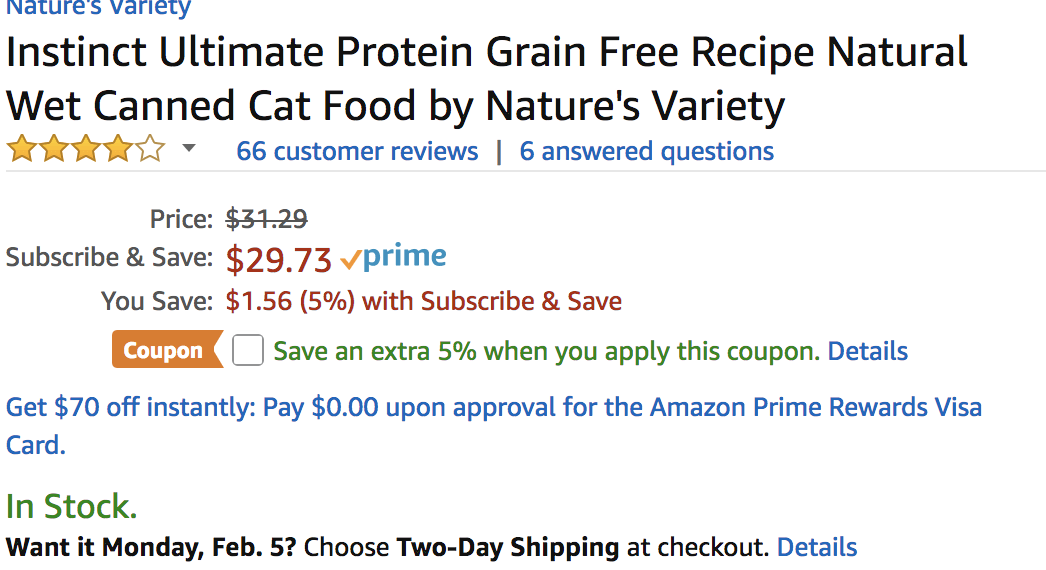 Nature's Variety
Instinct Ultimate Protein Grain Free Recipe Natural
Wet Canned Cat Food by Nature's Variety
66 customer reviews | 6 answered questions
Price: $31.29
Subscribe & Save: $29.73 prime
You Save: $1.56 (5%) with Subscribe & Save
Coupon Save an extra 5% when you apply this coupon. Details
Get $70 off instantly: Pay $0.00 upon approval for the Amazon Prime Rewards Visa
Card.
In Stock.
Want it Monday, Feb. 5? Choose Two-Day Shipping at checkout. Details